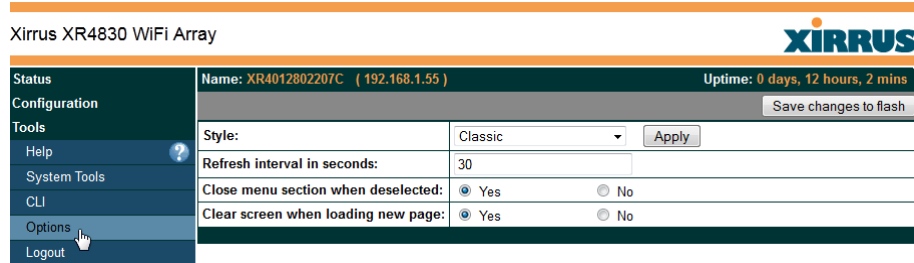 Xirrus XR4830 WiFi Array
XIRRUS
Status
Name: XR4012802207C ( 192.168.1.55 ) Uptime: 0 days, 12 hours, 2 mins
Configuration
Save changes to flash
Tools
Style: Classic Apply
Help ?
Refresh interval in seconds: 30
System Tools
Close menu section when deselected: Yes No
CLI
Clear screen when loading new page: Yes No
Options
Logout